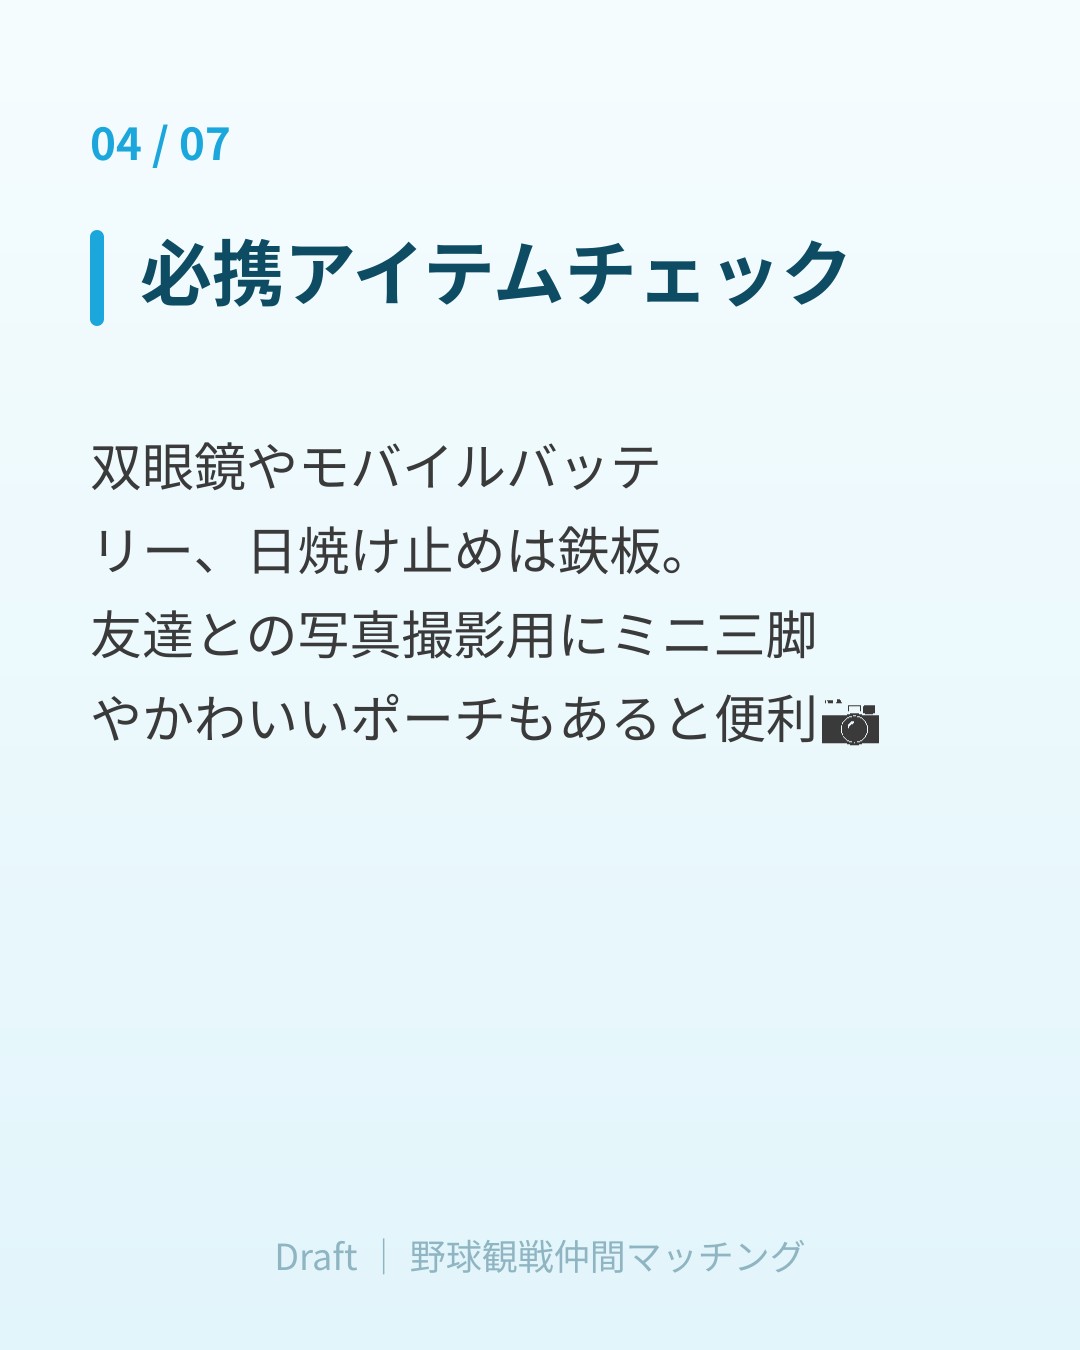 04 / 07
必携アイテムチェック
双眼鏡やモバイルバッテ
リー、日焼け止めは鉄板。
友達との写真撮影用にミニ三脚
やかわいいポーチもあると便利📷
Draft ｜ 野球観戦仲間マッチング